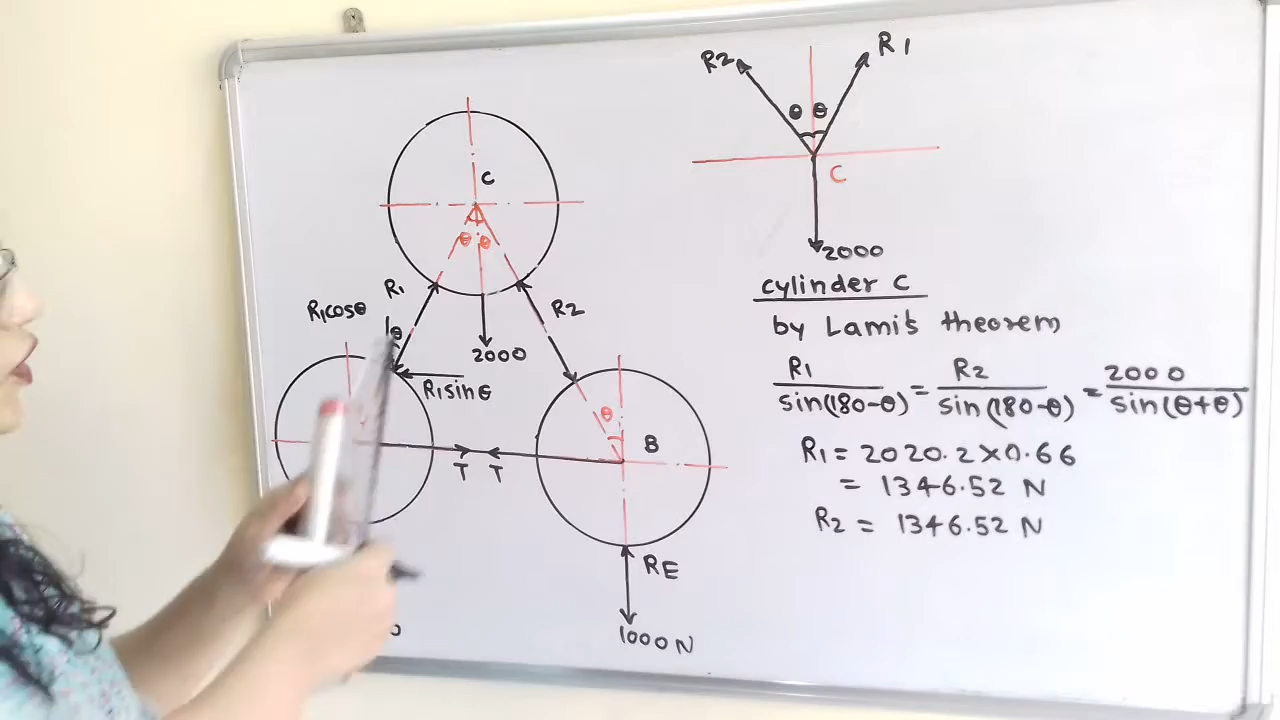 C
θ θ
R1
R1cosθ
θ
R2
2000
R1sinθ
T T
θ
B
RE
1000 N
R2
R1
θ θ
C
2000
cylinder C
by Lami's theorem
R1/sin(180-θ) = R2/sin(180-θ) = 2000/sin(θ+θ)
R1 = 2020.2×0.66
= 1346.52 N
R2 = 1346.52 N